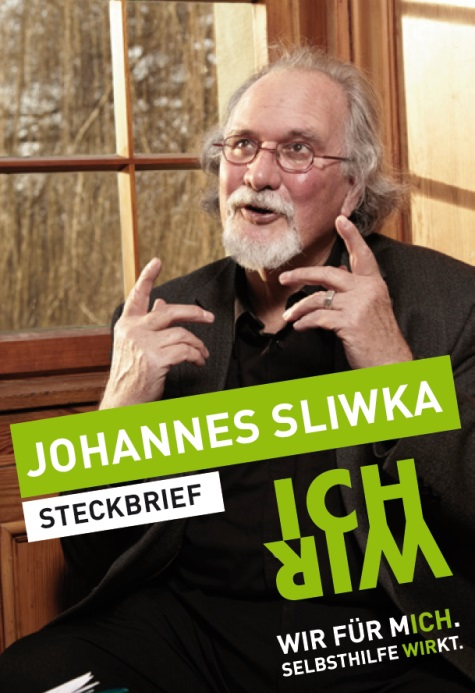 JOHANNES SLIWKA
STECKBRIEF
ICH
WIR
WIR FÜR MICH.
SELBSTHILFE WIRKT.